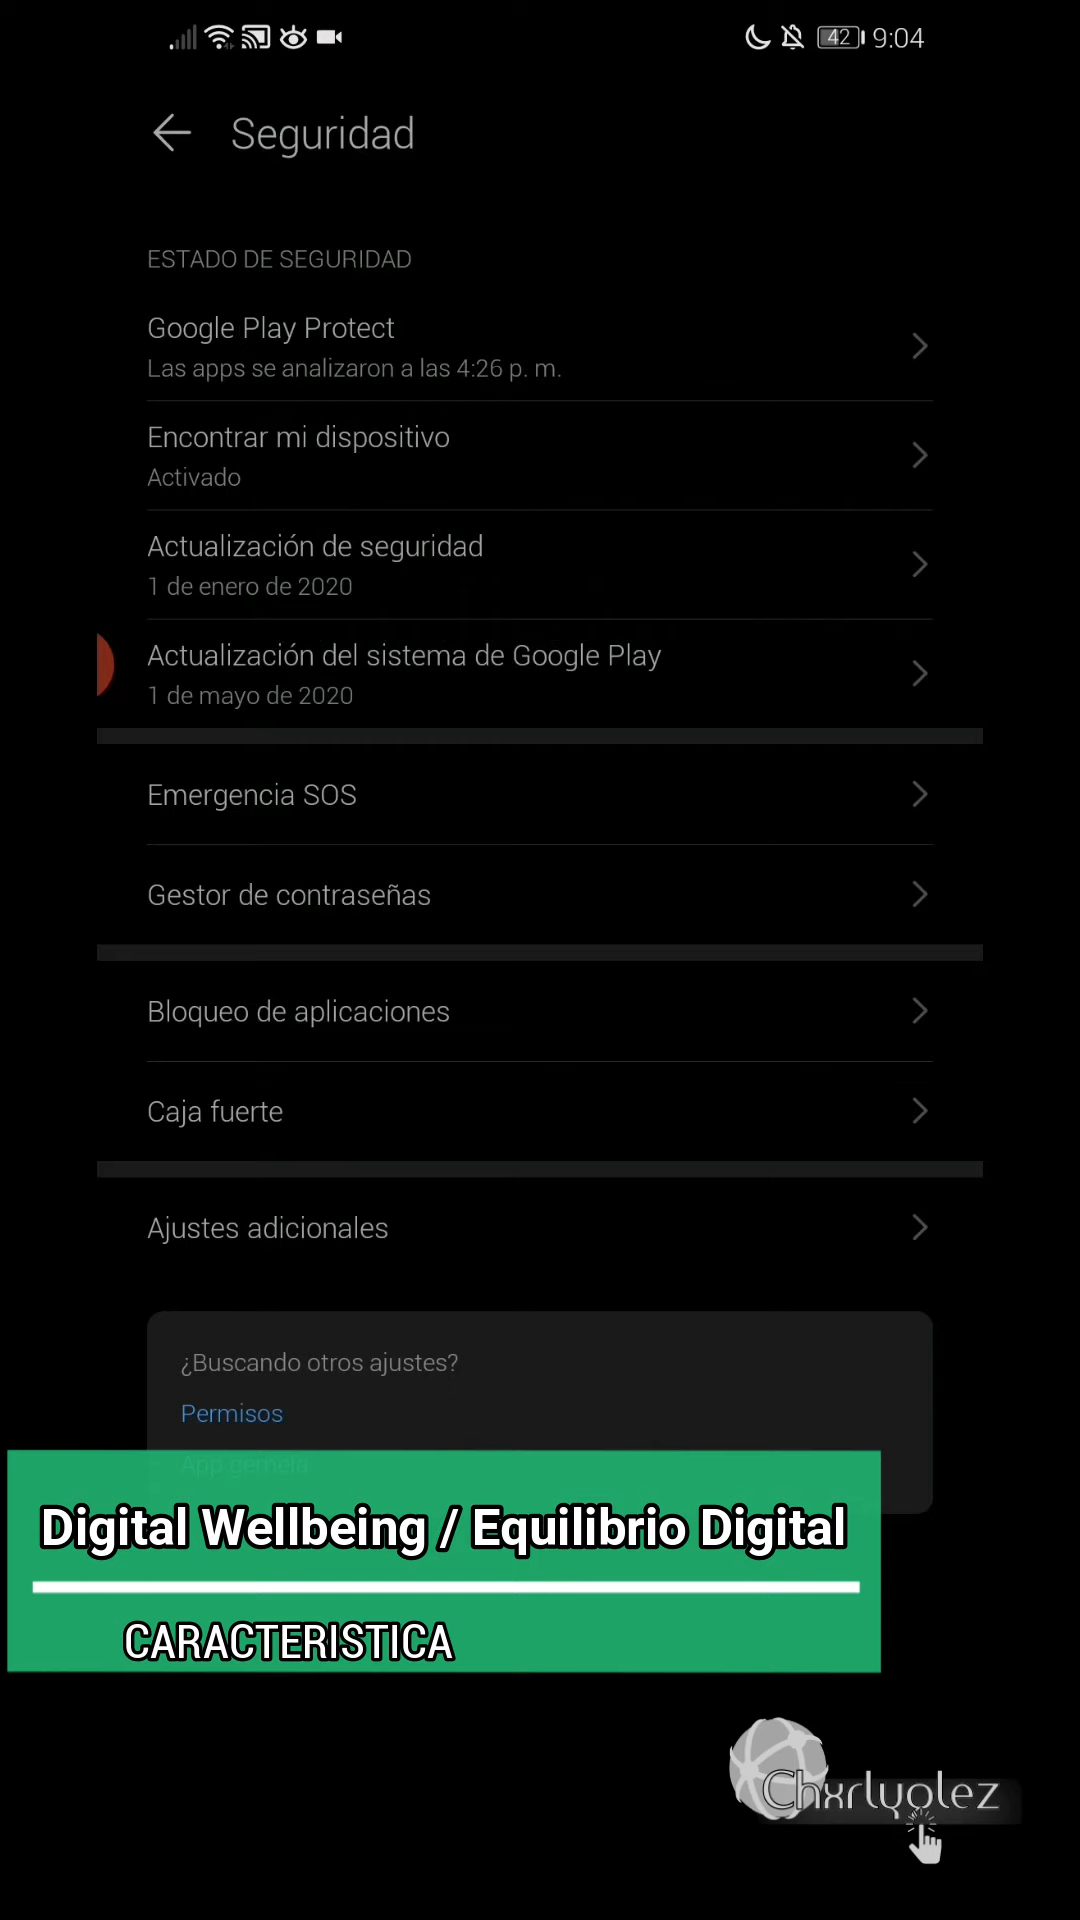 42 9:04
Seguridad
ESTADO DE SEGURIDAD
Google Play Protect
Las apps se analizaron a las 4:26 p. m.
Encontrar mi dispositivo
Activado
Actualización de seguridad
1 de enero de 2020
Actualización del sistema de Google Play
1 de mayo de 2020
Emergencia SOS
Gestor de contraseñas
Bloqueo de aplicaciones
Caja fuerte
Ajustes adicionales
¿Buscando otros ajustes?
Permisos
App gemela
Digital Wellbeing / Equilibrio Digital
CARACTERISTICA
Chxrlyolez